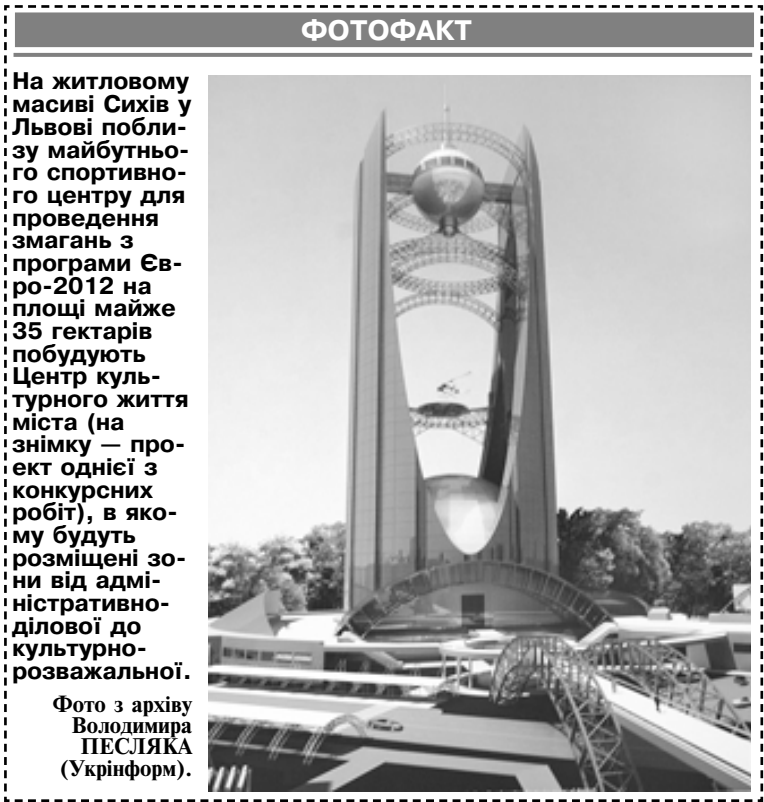 ФОТОФАКТ
На житловому
масиві Сихів у
Львові побли-
зу майбутньо-
го спортивно-
го центру для
проведення
змагань з
програми Єв-
ро-2012 на
площі майже
35 гектарів
побудують
Центр куль-
турного життя
міста (на
знімку — про-
ект однієї з
конкурсних
робіт), в яко-
му будуть
розміщені зо-
ни від адмі-
ністративно-
ділової до
культурно-
розважальної.
Фото з архіву
Володимира
ПЕСЛЯКА
(Укрінформ).